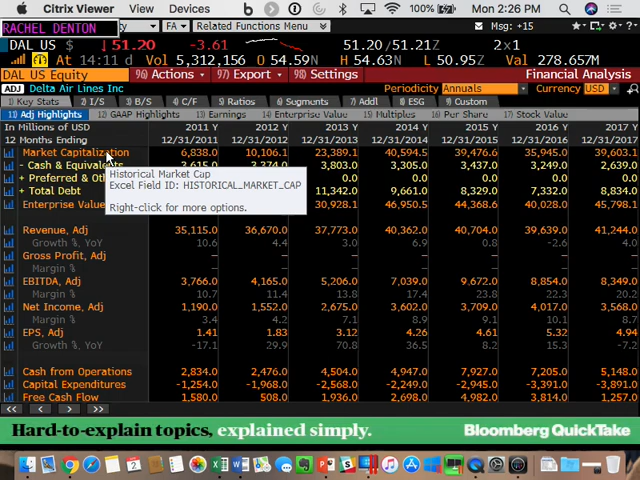 Citrix Viewer View Devices 100% Mon 2:26 PM
RACHEL DENTON FA Related Functions Menu Msg: +15
DAL US $ 51.20 -3.61 51.20/51.21Z 2x1
At 14:11 d Vol 5,312,156 O 54.59N H 54.63N L 50.95Z Val 278.657M
DAL US Equity 96) Actions 97) Export 98) Settings Financial Analysis
ADJ Delta Air Lines Inc Periodicity Annuals Currency USD
1) Key Stats 2) I/S 3) B/S 4) C/F 5) Ratios 6) Segments 7) Addl 8) ESG 9) Custom
11) Adj Highlights 12) GAAP Highlights 13) Earnings 15) Multiples 16) Per Share 17) Stock Value
In Millions of USD 2011 Y 2012 Y 2013 Y 2014 Y 2015 Y 2016 Y 2017 Y
12 Months Ending 12/31/2011 12/31/2012 12/31/2013 12/31/2014 12/31/2015 12/31/2016 12/31/2017
Market Capitalization 6,838.0 10,106.1 23,389.1 40,594.5 39,476.6 35,945.0 39,603.
- Cash & Equivalents 3,615.0 3,374.0 3,803.0 3,305.0 3,437.0 3,249.0 2,639.0
+ Preferred & Oth 0.0 0.0 0.0 0.0
+ Total Debt 11,342.0 9,661.0 8,329.0 7,332.0 8,834.0
Enterprise Value 30,928.1 46,950.5 44,368.6 40,028.0 45,798.1
Historical Market Cap
Excel Field ID: HISTORICAL_MARKET_CAP
Right-click for more options.
Revenue, Adj 35,115.0 36,670.0 37,773.0 40,362.0 40,704.0 39,639.0 41,244.0
Growth %, YoY 10.6 4.4 3.0 6.9 0.8 -2.6 4.0
Gross Profit, Adj — — — — — — —
Margin % — — — — — — —
EBITDA, Adj 3,766.0 4,165.0 5,206.0 7,039.0 9,672.0 8,854.0 8,349.0
Margin % 10.7 11.4 13.8 17.4 23.8 22.3 20.2
Net Income, Adj 1,190.0 1,552.0 2,675.0 3,602.0 3,709.0 4,017.0 3,568.0
Margin % 3.4 4.2 7.1 8.9 9.1 10.1 8.7
EPS, Adj 1.41 1.83 3.12 4.26 4.61 5.32 4.94
Growth %, YoY -17.1 29.9 70.8 36.5 8.4 15.3 -7.2
Cash from Operations 2,834.0 2,476.0 4,504.0 4,947.0 7,927.0 7,205.0 5,148.0
Capital Expenditures -1,254.0 -1,968.0 -2,568.0 -2,249.0 -2,945.0 -3,391.0 -3,891.0
Free Cash Flow 1,580.0 508.0 1,936.0 2,698.0 4,982.0 3,814.0
Hard-to-explain topics, explained simply. Bloomberg QuickTake